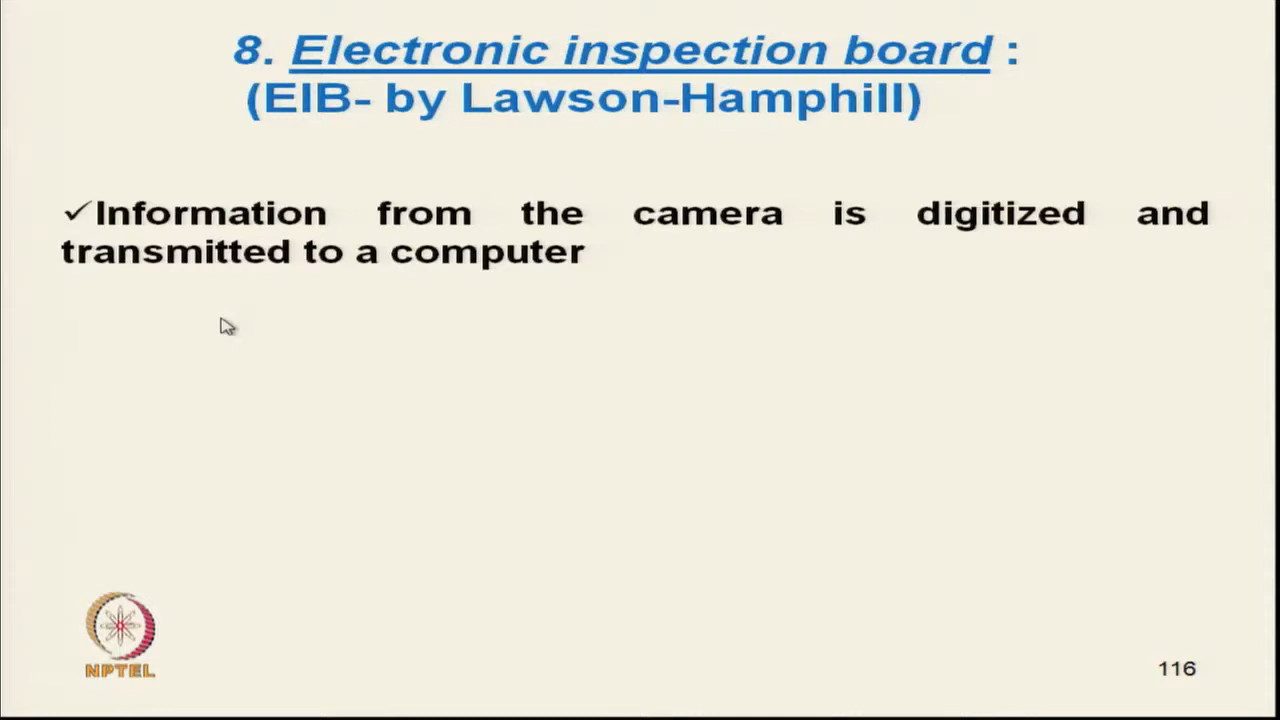 8. Electronic inspection board :
(EIB- by Lawson-Hamphill)
✓Information from the camera is digitized and
transmitted to a computer
NPTEL
116